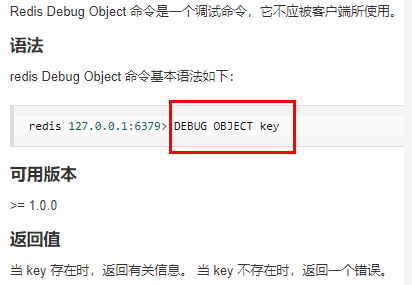 Redis Debug Object 命令是一个调试命令，它不应被客户端所使用。
语法
redis Debug Object 命令基本语法如下：
redis 127.0.0.1:6379> DEBUG OBJECT key
可用版本
>= 1.0.0
返回值
当 key 存在时，返回有关信息。 当 key 不存在时，返回一个错误。